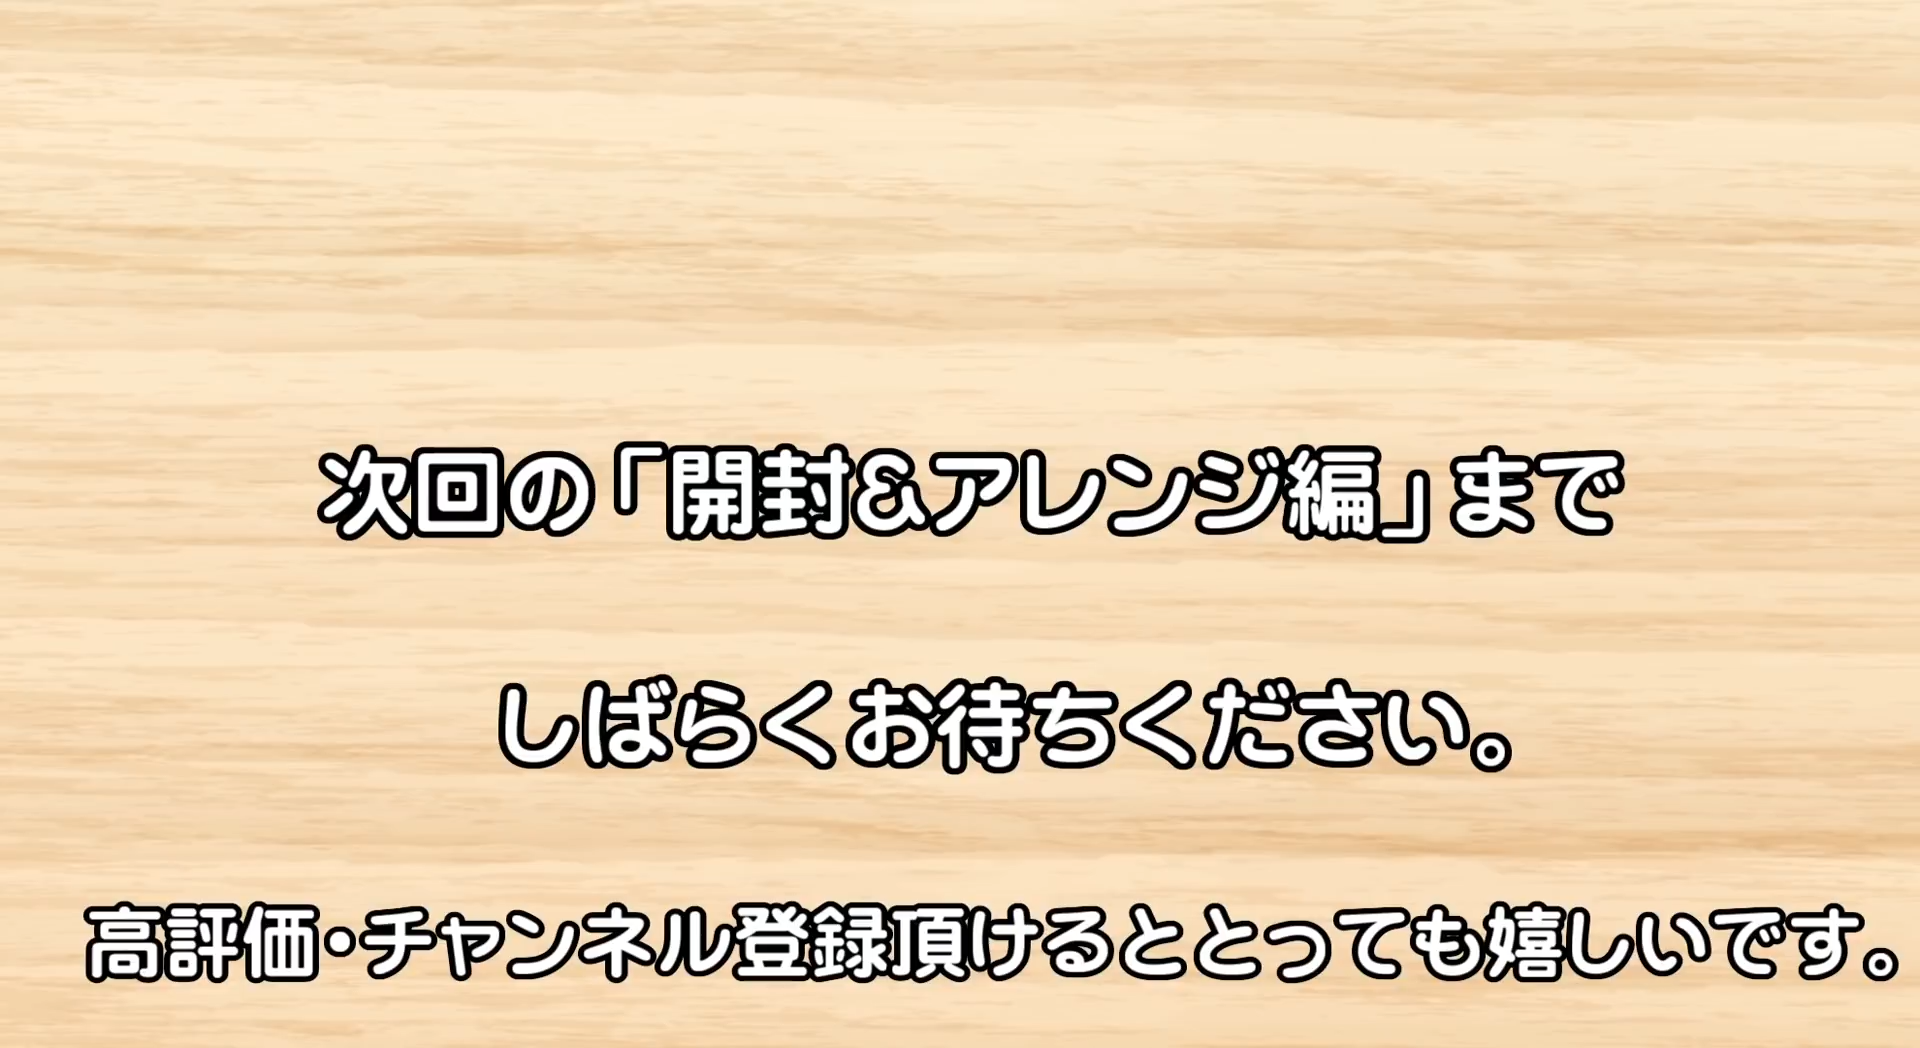 次回の「開封&アレンジ編」まで
しばらくお待ちください。
高評価・チャンネル登録頂けるととっても嬉しいです。